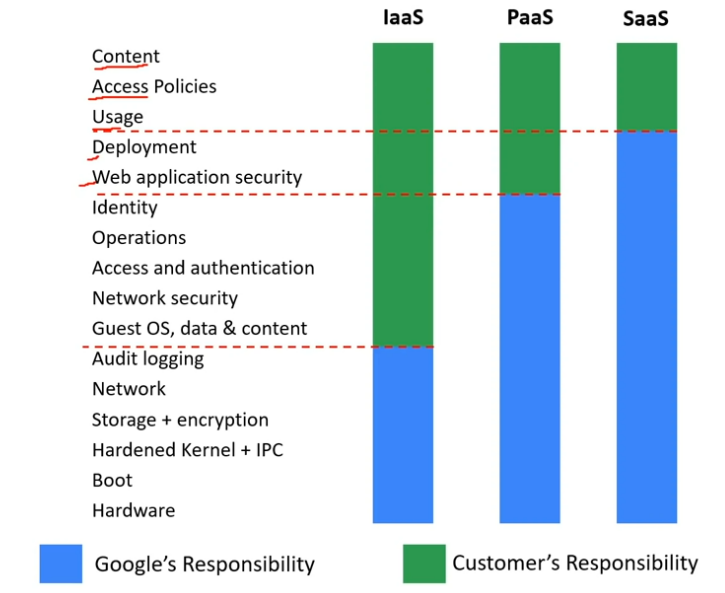 IaaS PaaS SaaS
Content
Access Policies
Usage
Deployment
Web application security
Identity
Operations
Access and authentication
Network security
Guest OS, data & content
Audit logging
Network
Storage + encryption
Hardened Kernel + IPC
Boot
Hardware
Google's Responsibility Customer's Responsibility